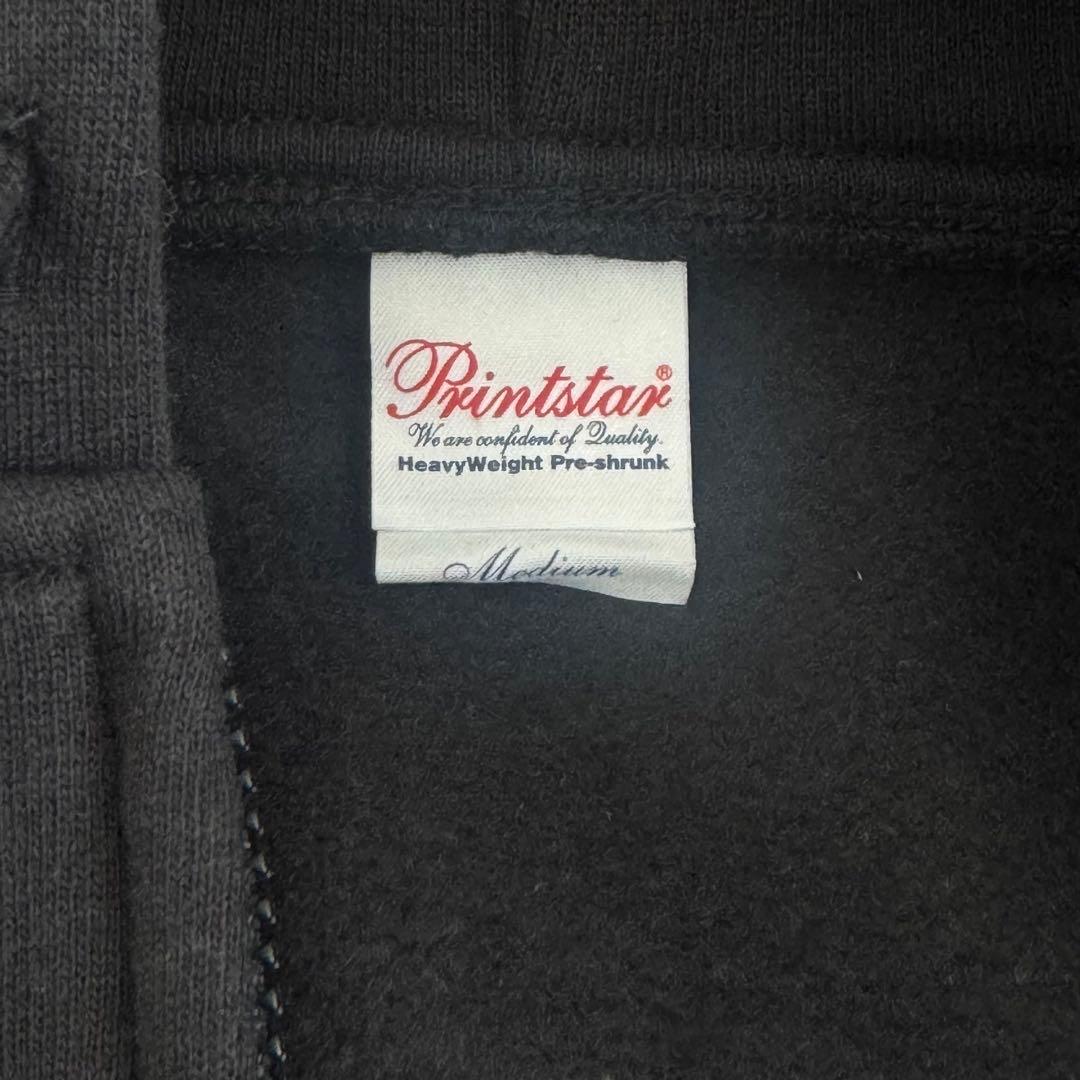 Printstar®
We are confident of Quality.
HeavyWeight Pre-shrunk
Medium